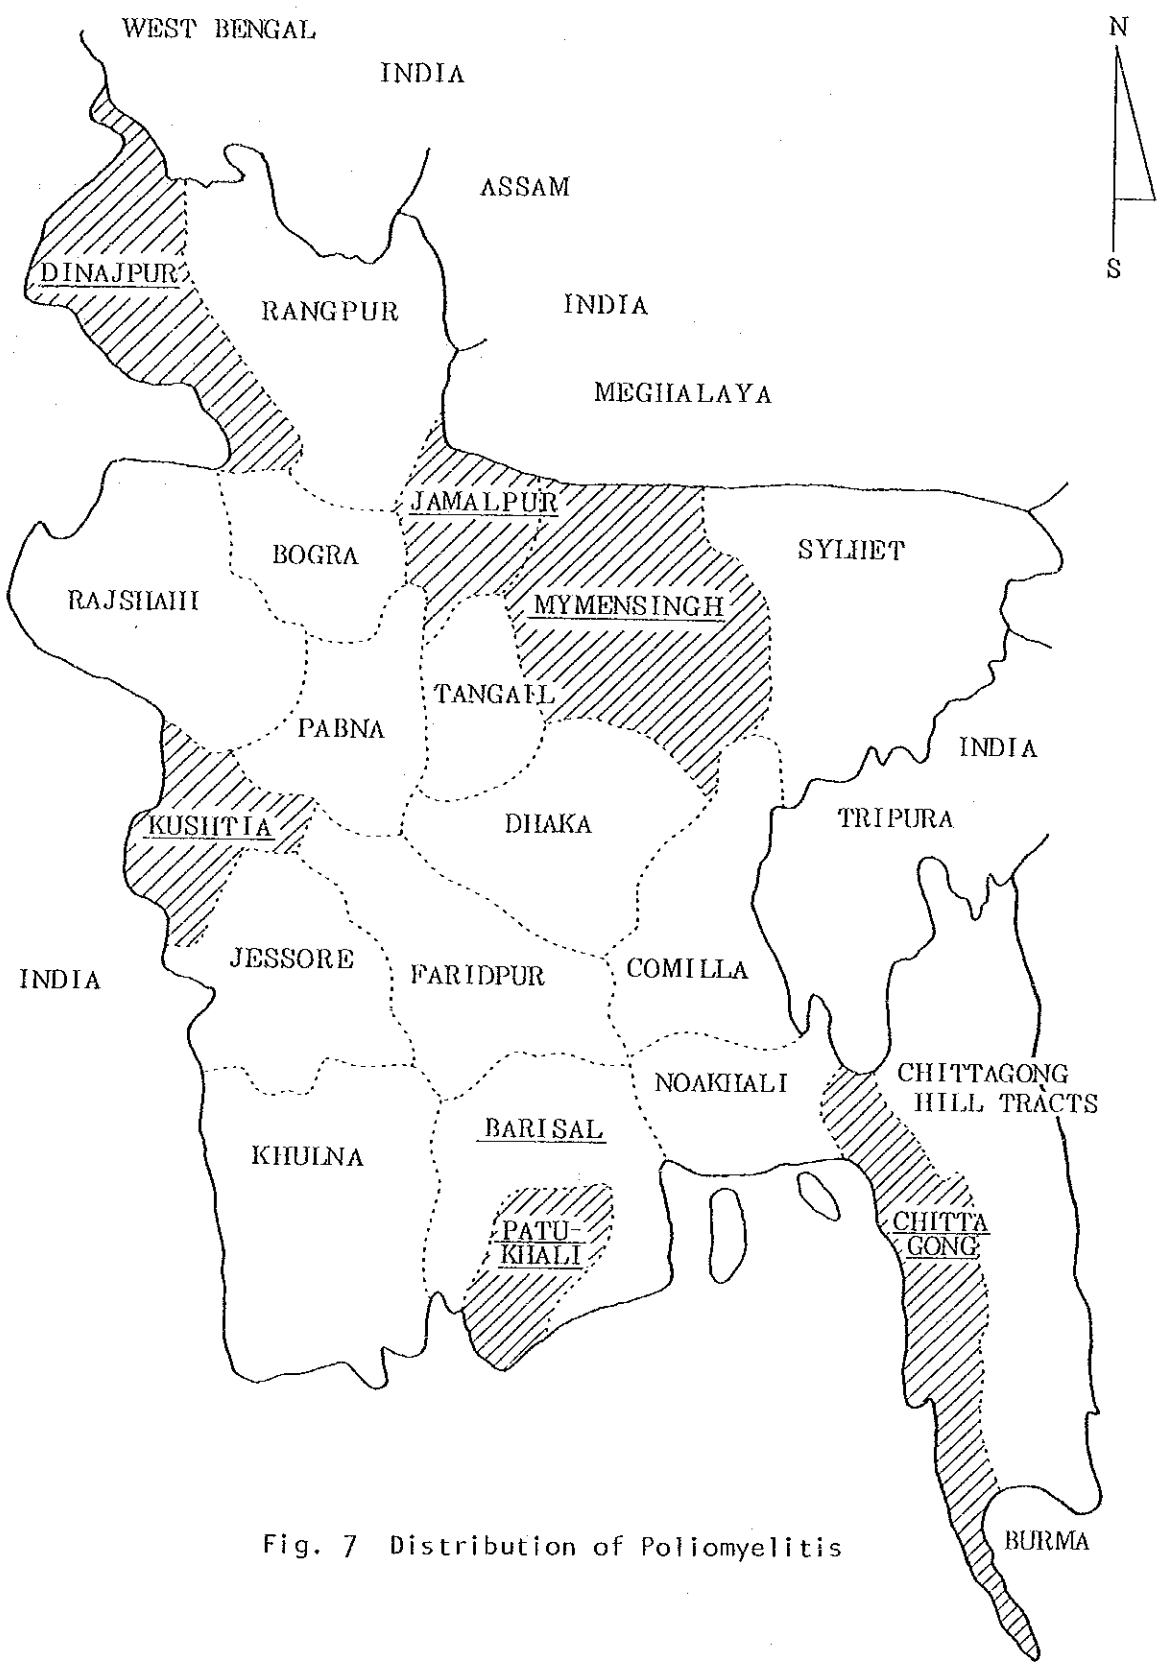 WEST BENGAL
INDIA
N
ASSAM
S
DINAJPUR
RANGPUR
INDIA
MEGHALAYA
JAMALPUR
BOGRA
SYLHET
RAJSHAHI
MYMENSINGH
TANGAIL
PABNA
INDIA
KUSHTIA
DHAKA
TRIPURA
JESSORE
FARIDPUR
COMILLA
INDIA
NOAKHALI
CHITTAGONG
HILL TRACTS
BARISAL
KHULNA
PATU-
KHALI
CHITTA
GONG
BURMA
Fig. 7 Distribution of Poliomyelitis